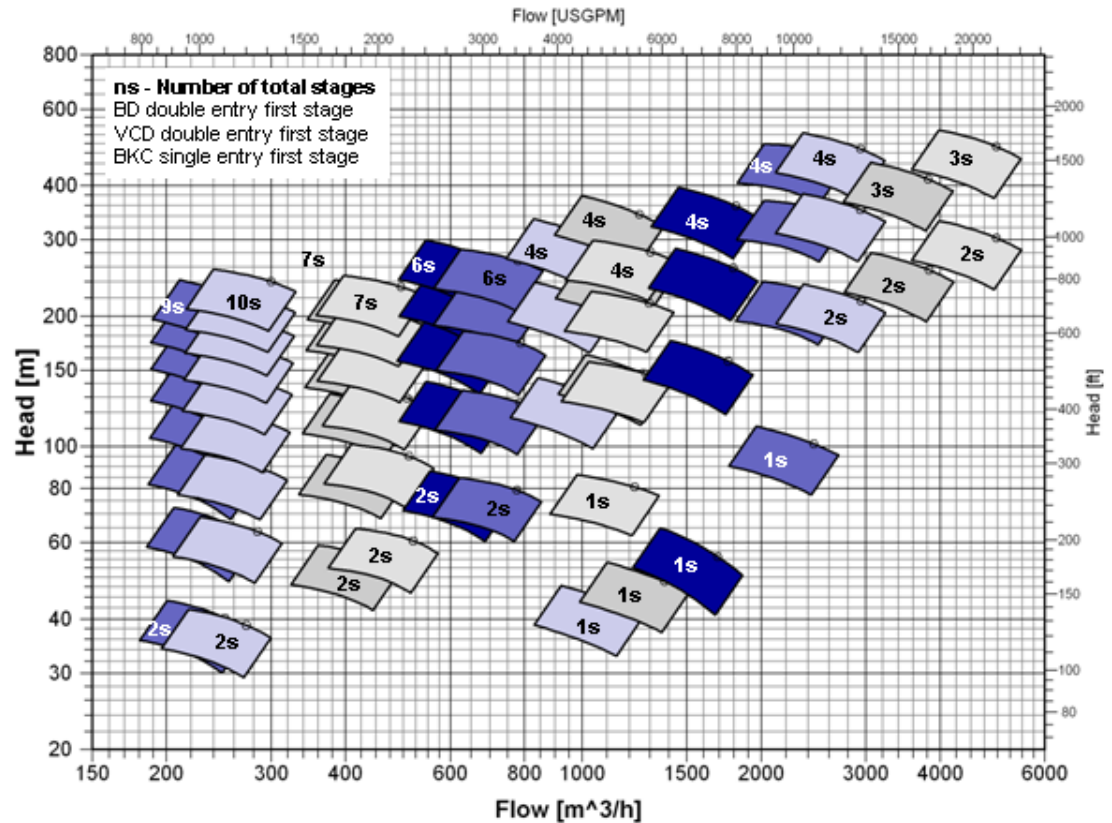 Flow [USGPM]
800 1000 1500 2000 3000 4000 6000 8000 10000 15000 20000
800
600
400
300
200
150
100
80
60
40
30
20
Head [m]
ns - Number of total stages
BD double entry first stage
VCD double entry first stage
BKC single entry first stage
4s 4s 3s
3s
4s 4s
7s 4s 2s
6s 6s 4s 2s
9s 10s 7s 2s
1s
2s 2s 1s
2s 1s
2s 1s
2s 2s 1s
2000
1500
1000
800
600
400
300
200
150
100
80
Head [ft]
150 200 300 400 600 800 1000 1500 2000 3000 4000 6000
Flow [m^3/h]